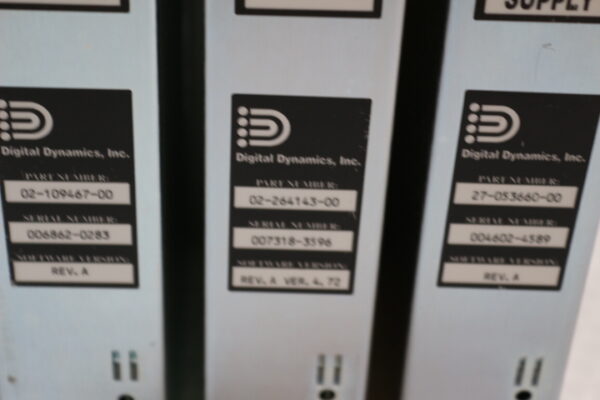 SUPPLY
Digital Dynamics, Inc.
PART NUMBER:
02-109467-00
SERIAL NUMBER:
006862-0283
SOFTWARE VERSION:
REV. A
Digital Dynamics, Inc.
PART NUMBER:
02-264143-00
SERIAL NUMBER:
007318-3596
SOFTWARE VERSION:
REV. A VER. 4.72
Digital Dynamics, Inc.
PART NUMBER:
27-053660-00
SERIAL NUMBER:
004602-4589
SOFTWARE VERSION:
REV. A